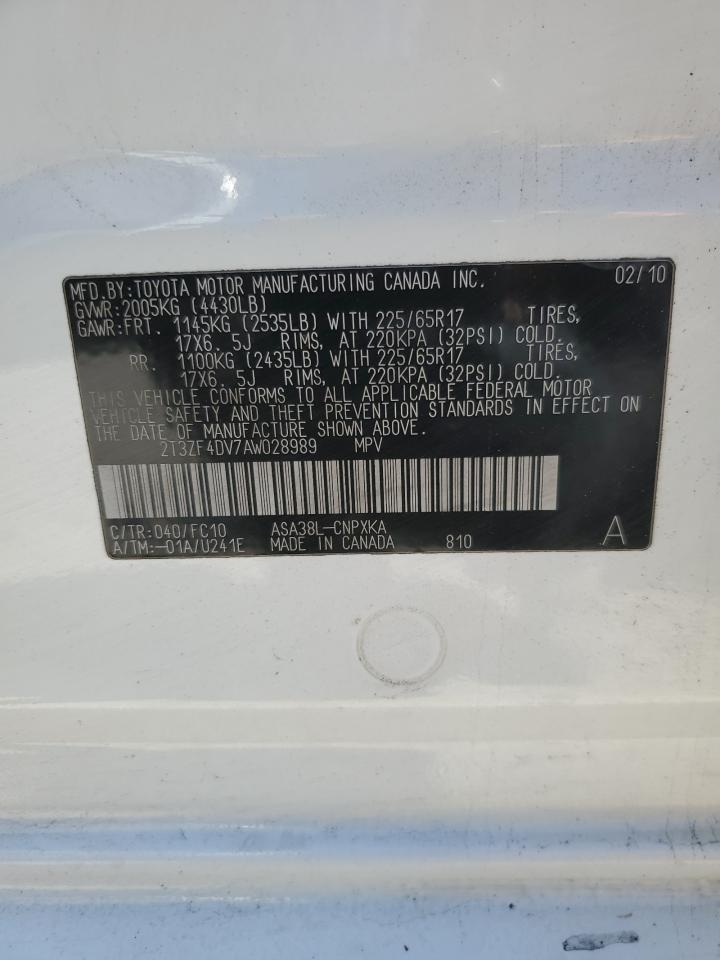 MFD.BY:TOYOTA MOTOR MANUFACTURING CANADA INC. 02/10
GVWR:2005KG (4430LB)
GAWR:FRT. 1145KG (2535LB) WITH 225/65R17 TIRES,
17X6. 5J RIMS, AT 220KPA (32PSI) COLD.
RR. 1100KG (2435LB) WITH 225/65R17 TIRES,
17X6. 5J RIMS, AT 220KPA (32PSI) COLD.
THIS VEHICLE CONFORMS TO ALL APPLICABLE FEDERAL MOTOR
VEHICLE SAFETY AND THEFT PREVENTION STANDARDS IN EFFECT ON
THE DATE OF MANUFACTURE SHOWN ABOVE.
2T3ZF4DV7AW028989 MPV
C/TR:040/FC10 ASA38L-CNPXKA
A/TM:-01A/U241E MADE IN CANADA 810 A